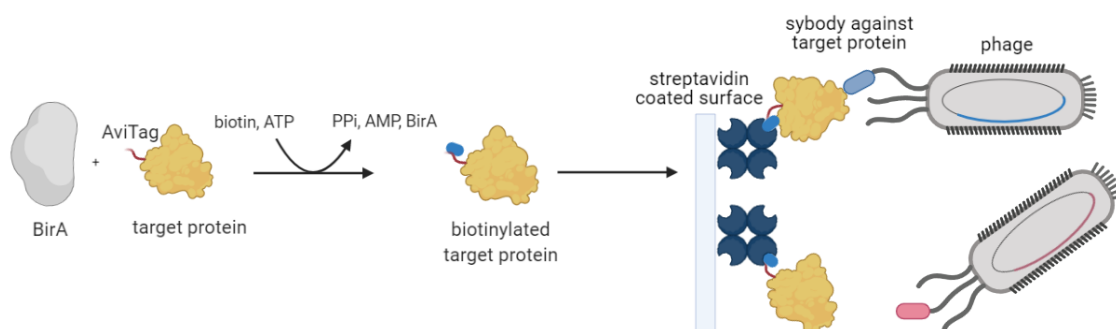 sybody against
target protein
phage
streptavidin
coated surface
AviTag
biotin, ATP
PPi, AMP, BirA
+
BirA
target protein
biotinylated
target protein